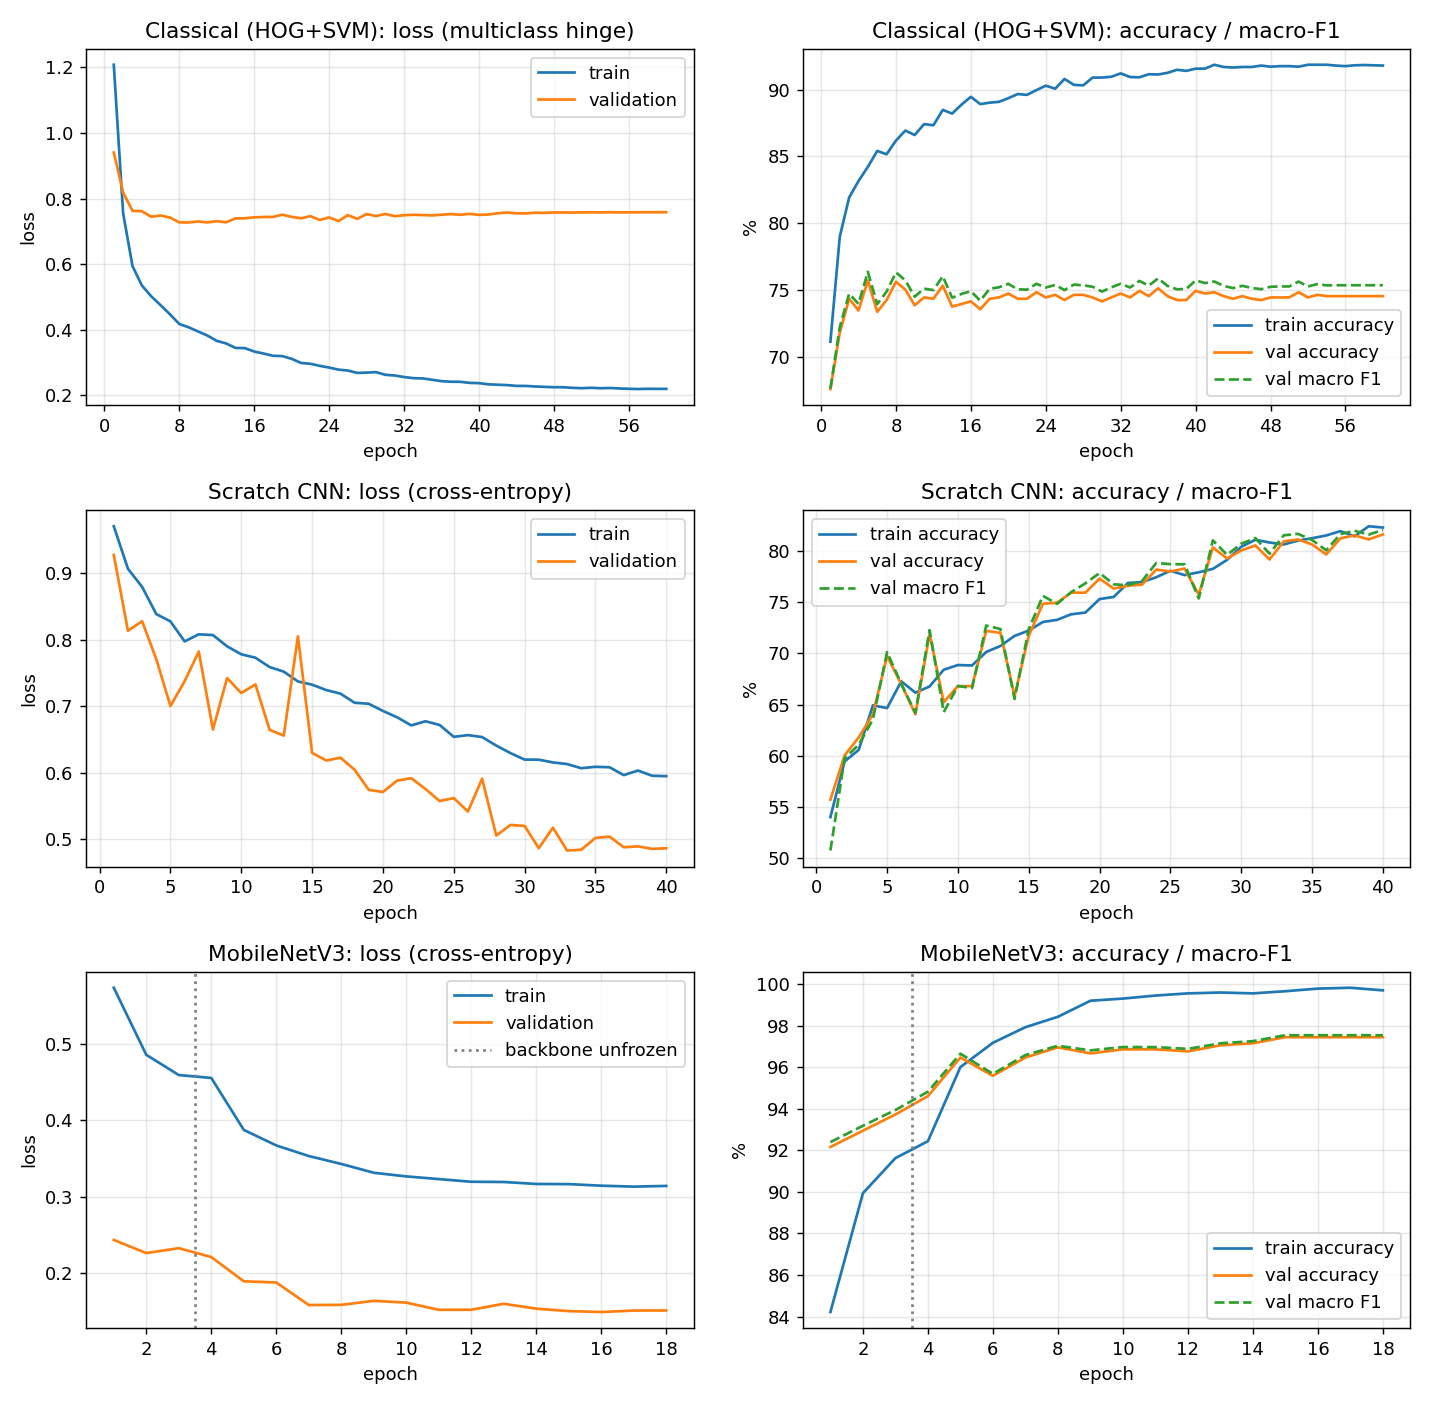 Classical (HOG+SVM): loss (multiclass hinge)
1.2
1.0
0.8
0.6
0.4
0.2
loss
train
validation
0 8 16 24 32 40 48 56
epoch
Classical (HOG+SVM): accuracy / macro-F1
90
85
80
75
70
%
train accuracy
val accuracy
val macro F1
0 8 16 24 32 40 48 56
epoch
Scratch CNN: loss (cross-entropy)
0.9
0.8
0.7
0.6
0.5
loss
train
validation
0 5 10 15 20 25 30 35 40
epoch
Scratch CNN: accuracy / macro-F1
80
75
70
65
60
55
50
%
train accuracy
val accuracy
val macro F1
0 5 10 15 20 25 30 35 40
epoch
MobileNetV3: loss (cross-entropy)
0.5
0.4
0.3
0.2
loss
train
validation
backbone unfrozen
2 4 6 8 10 12 14 16 18
epoch
MobileNetV3: accuracy / macro-F1
100
98
96
94
92
90
88
86
84
%
train accuracy
val accuracy
val macro F1
2 4 6 8 10 12 14 16 18
epoch